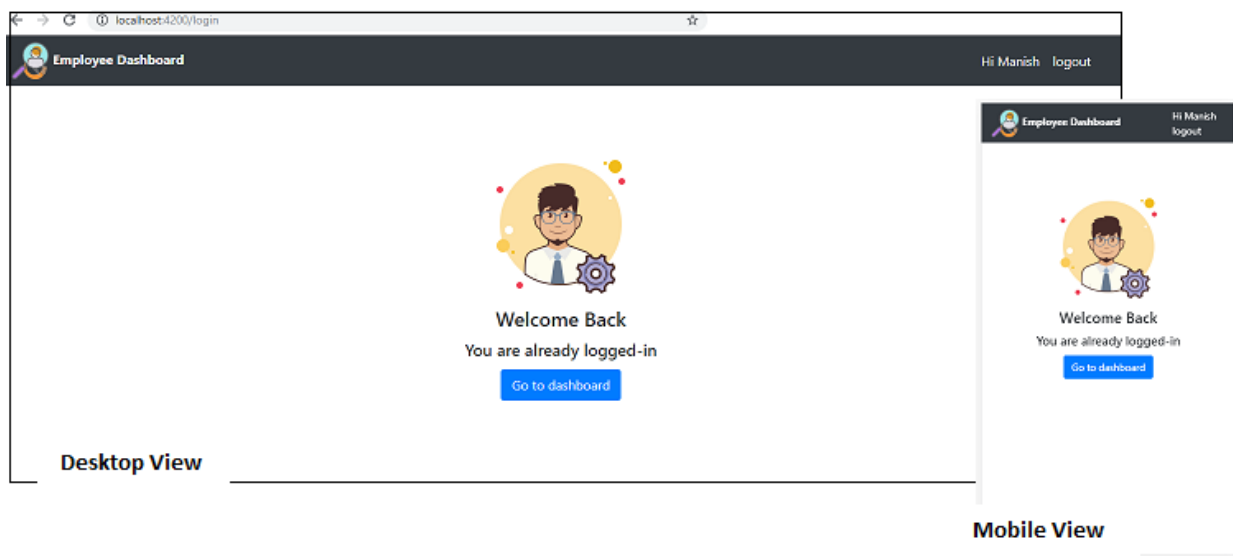 localhost:4200/login
Employee Dashboard
Hi Manish logout
Welcome Back
You are already logged-in
Go to dashboard
Desktop View
Employee Dashboard
Hi Manish
logout
Welcome Back
You are already logged-in
Go to dashboard
Mobile View